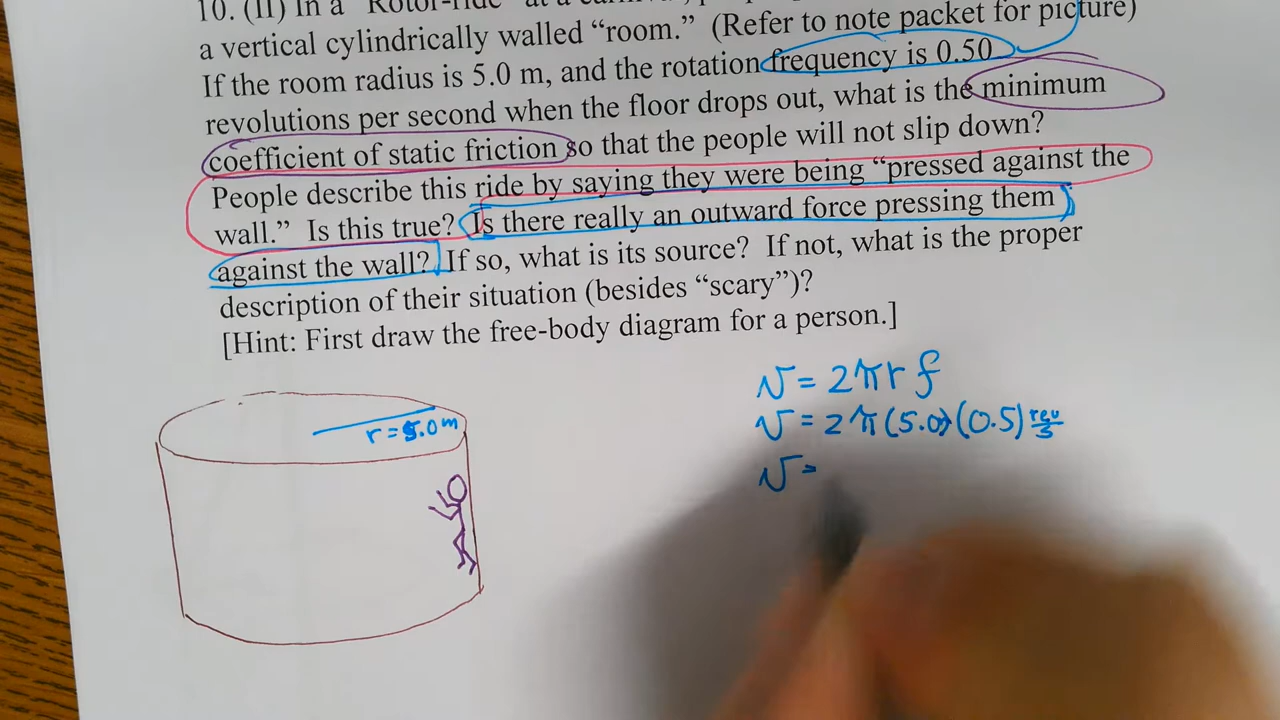 10. (II) In a "Rotor-ride" at a carnival,
a vertical cylindrically walled "room." (Refer to note packet for picture)
If the room radius is 5.0 m, and the rotation frequency is 0.50
revolutions per second when the floor drops out, what is the minimum
coefficient of static friction so that the people will not slip down?
People describe this ride by saying they were being "pressed against the
wall." Is this true? Is there really an outward force pressing them
against the wall? If so, what is its source? If not, what is the proper
description of their situation (besides "scary")?
[Hint: First draw the free-body diagram for a person.]
v = 2πr f
r = 5.0 m
v = 2π(5.0)(0.5) rev/s
v =